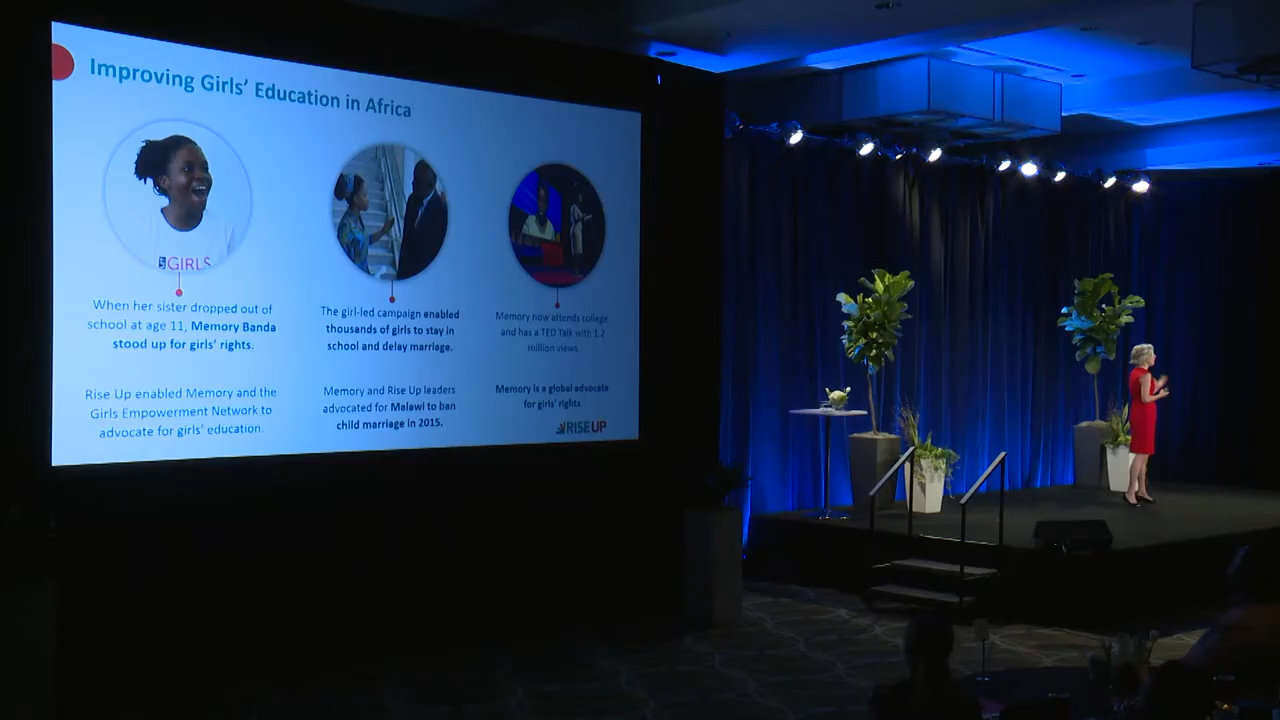 Improving Girls' Education in Africa
GIRLS
When her sister dropped out of
school at age 11, Memory Banda
stood up for girls' rights.
Rise Up enabled Memory and the
Girls Empowerment Network to
advocate for girls' education.
The girl-led campaign enabled
thousands of girls to stay in
school and delay marriage.
Memory and Rise Up leaders
advocated for Malawi to ban
child marriage in 2015.
Memory now attends college
and has a TED Talk with 1.2
million views.
Memory is a global advocate
for girls' rights.
RISEUP